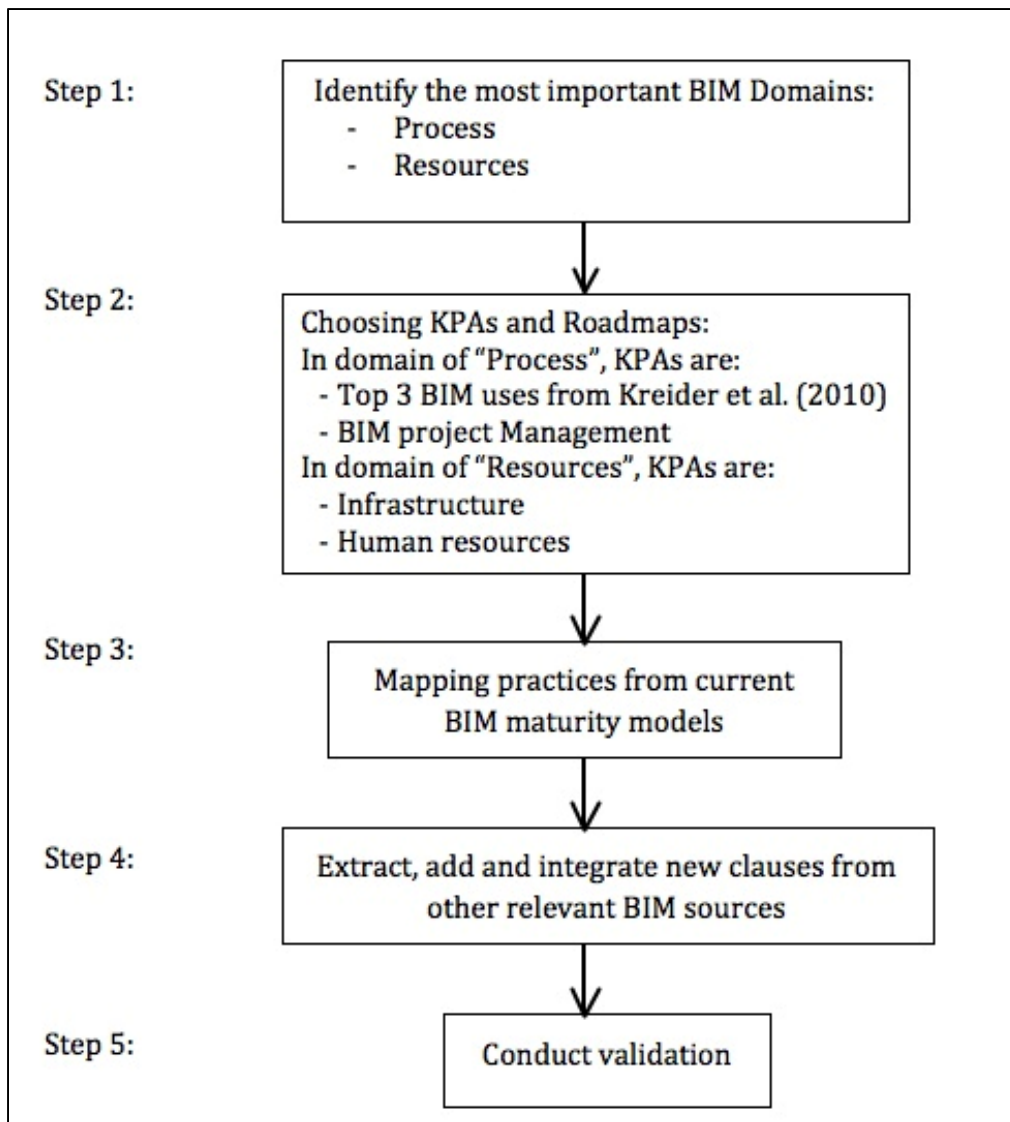 Step 1:
Identify the most important BIM Domains:
- Process
- Resources
Step 2:
Choosing KPAs and Roadmaps:
In domain of “Process”, KPAs are:
- Top 3 BIM uses from Kreider et al. (2010)
- BIM project Management
In domain of “Resources”, KPAs are:
- Infrastructure
- Human resources
Step 3:
Mapping practices from current
BIM maturity models
Step 4:
Extract, add and integrate new clauses from
other relevant BIM sources
Step 5:
Conduct validation